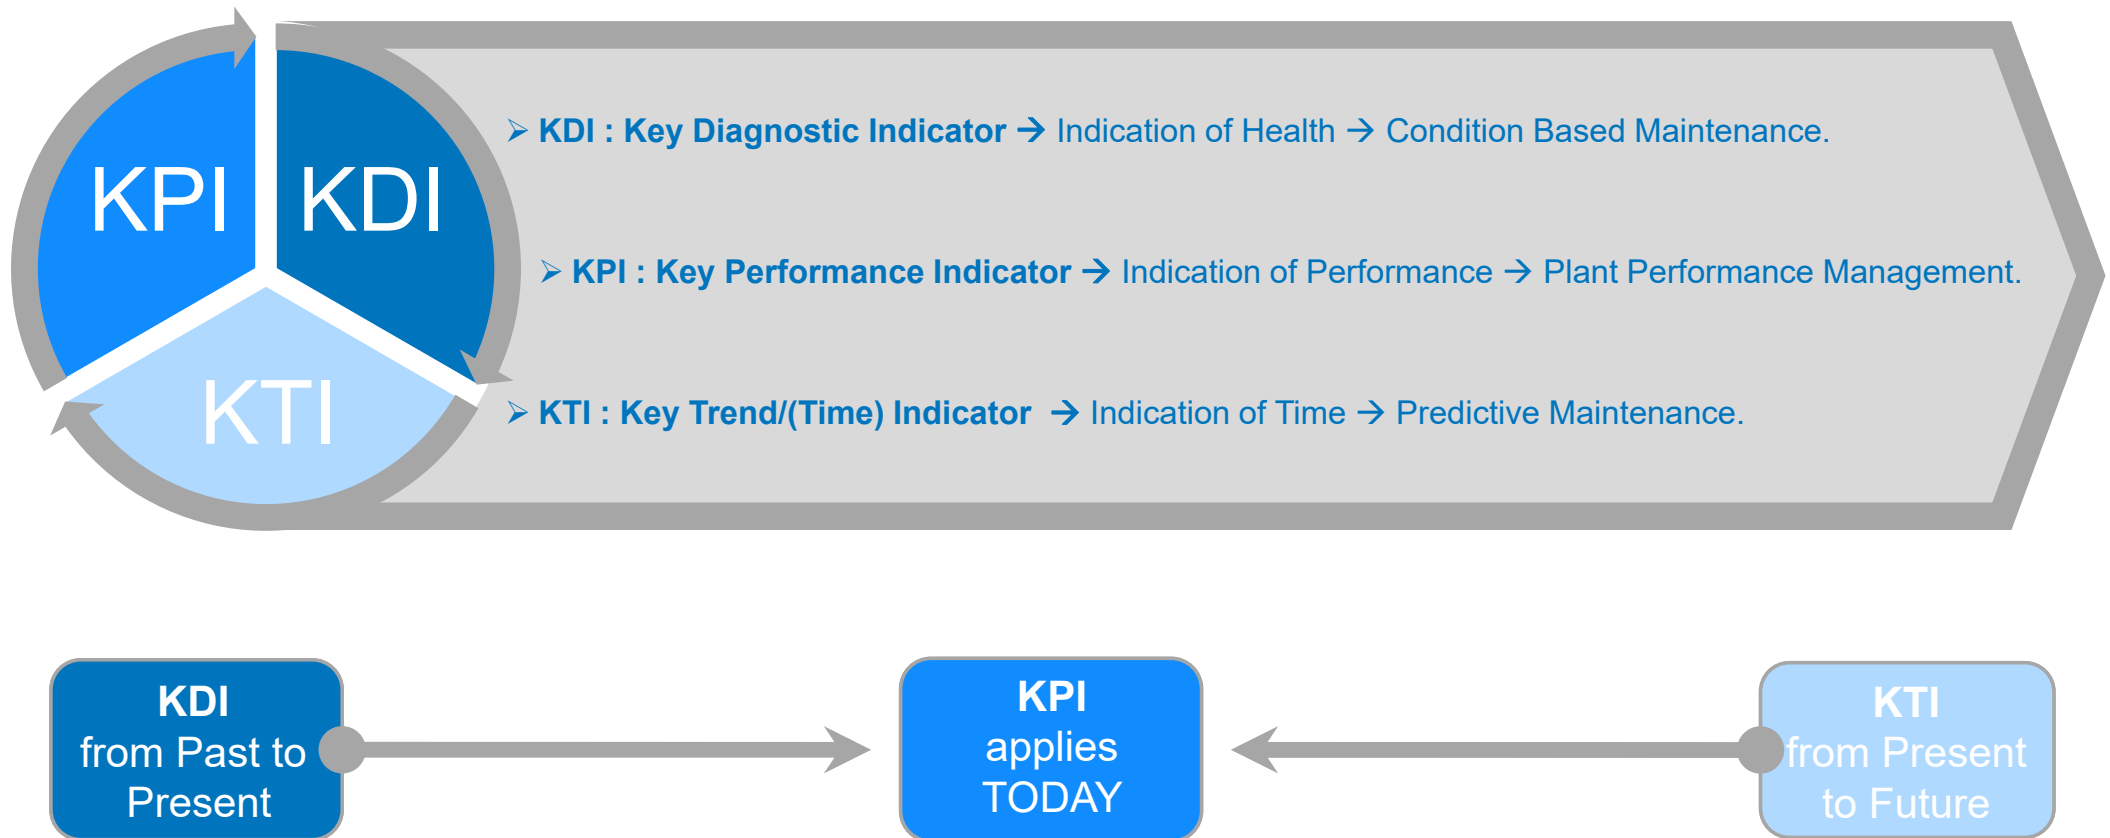 KPI
KDI
KTI
➢ KDI : Key Diagnostic Indicator → Indication of Health → Condition Based Maintenance.
➢ KPI : Key Performance Indicator → Indication of Performance → Plant Performance Management.
➢ KTI : Key Trend/(Time) Indicator → Indication of Time → Predictive Maintenance.
KDI
from Past to
Present
KPI
applies
TODAY
KTI
from Present
to Future